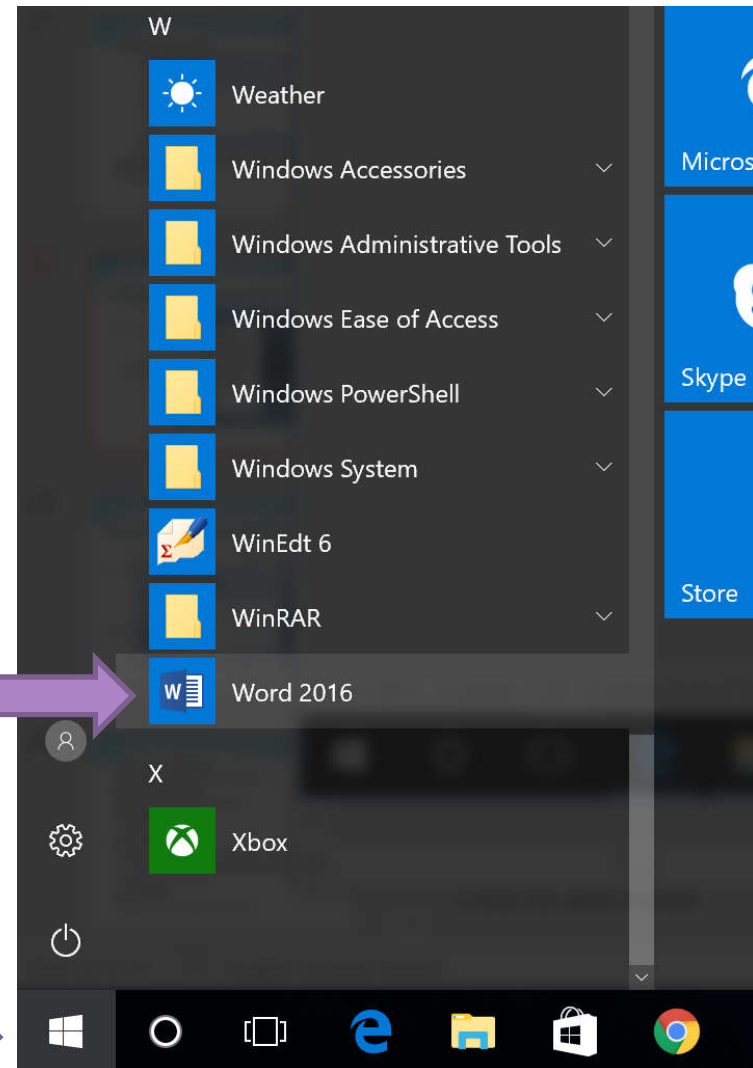 W
Weather
Windows Accessories
Micros
Windows Administrative Tools
Windows Ease of Access
Windows PowerShell
Skype
Windows System
WinEdt 6
Store
WinRAR
Word 2016
X
Xbox